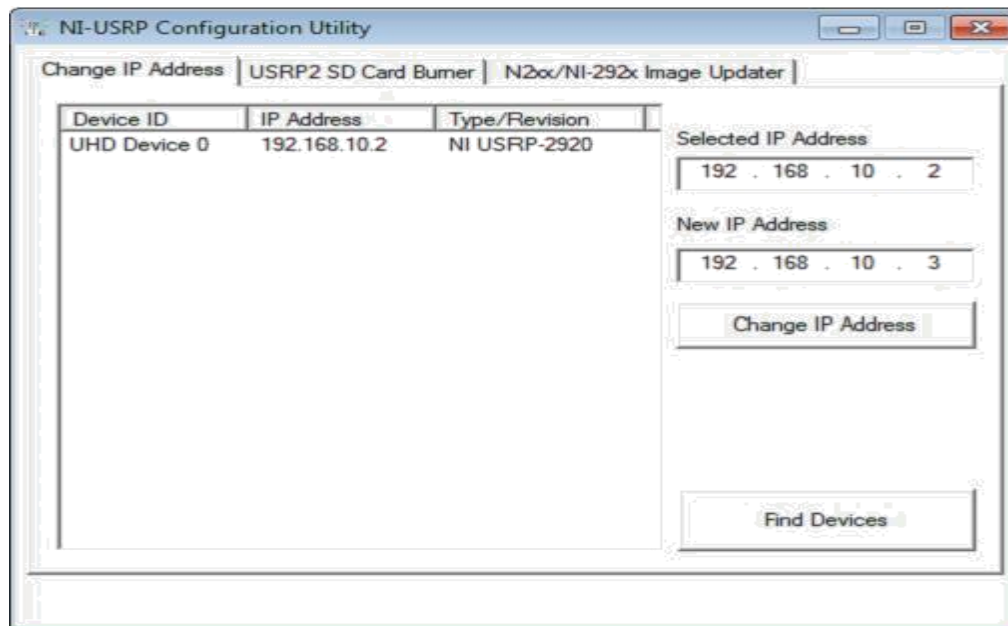 NI-USRP Configuration Utility
Change IP Address USRP2 SD Card Burner N2xx/NI-292x Image Updater
Device ID IP Address Type/Revision
UHD Device 0 192.168.10.2 NI USRP-2920
Selected IP Address
192 . 168 . 10 . 2
New IP Address
192 . 168 . 10 . 3
Change IP Address
Find Devices